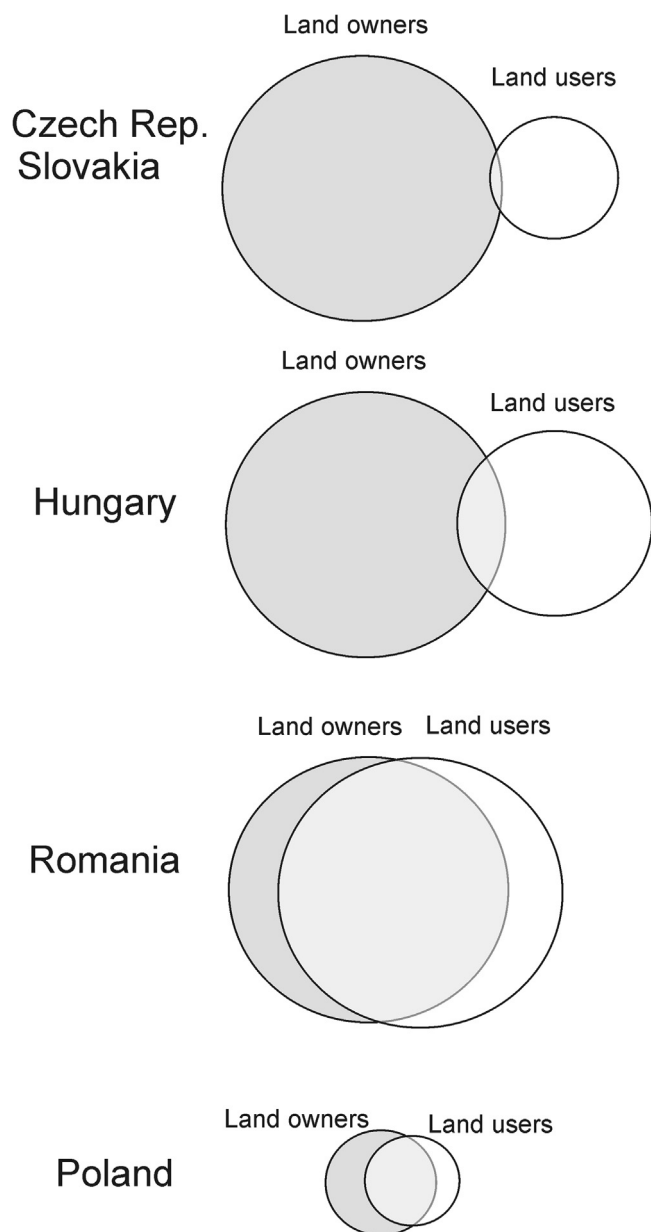 Land owners
Land users
Czech Rep.
Slovakia
Land owners
Land users
Hungary
Land owners
Land users
Romania
Land owners
Land users
Poland